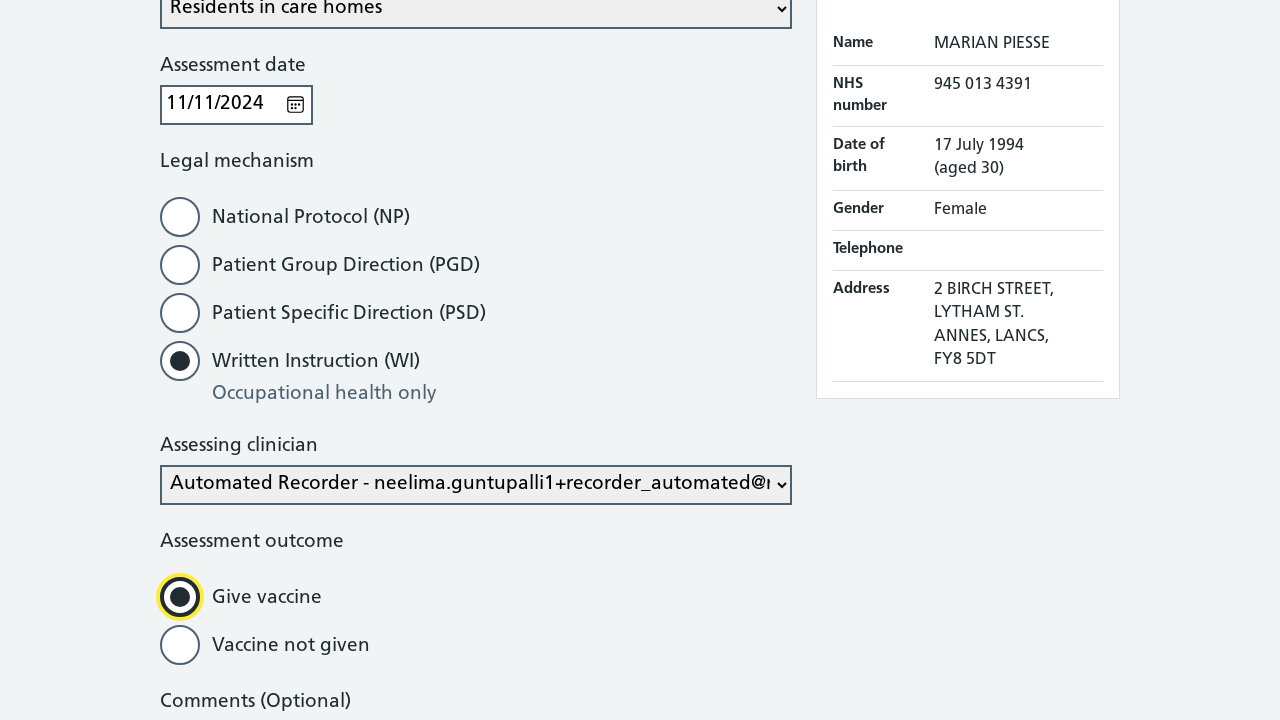 Residents in care homes
Assessment date
11/11/2024
Legal mechanism
National Protocol (NP)
Patient Group Direction (PGD)
Patient Specific Direction (PSD)
Written Instruction (WI)
Occupational health only
Assessing clinician
Automated Recorder - neelima.guntupalli1+recorder_automated@
Assessment outcome
Give vaccine
Vaccine not given
Comments (Optional)
Name MARIAN PIESSE
NHS number 945 013 4391
Date of birth 17 July 1994
(aged 30)
Gender Female
Telephone
Address 2 BIRCH STREET,
LYTHAM ST.
ANNES, LANCS,
FY8 5DT